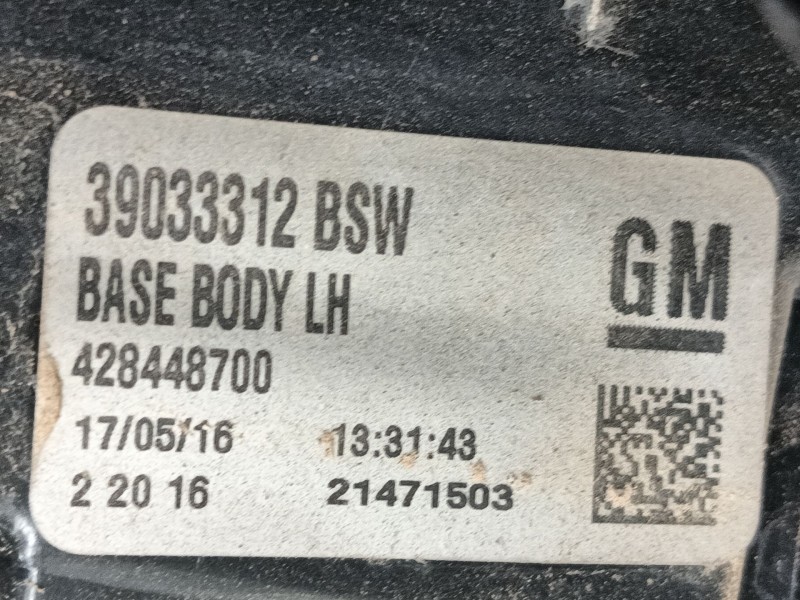 39033312 BSW
GM
BASE BODY LH
428448700
17/05/16 13:31:43
2 20 16 21471503